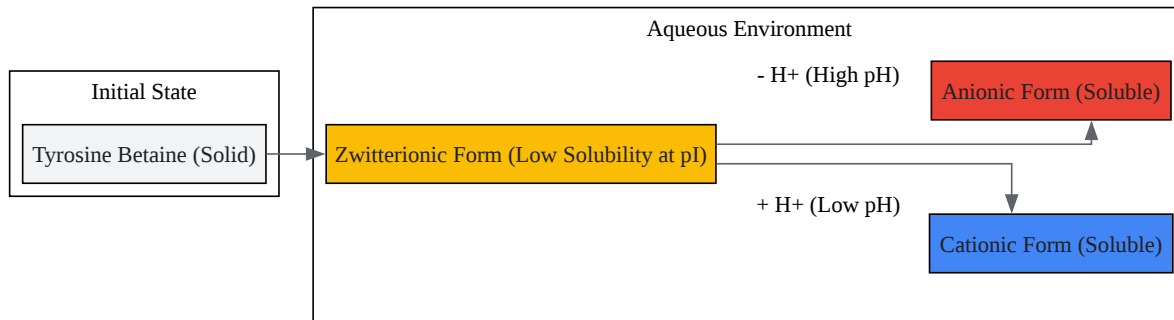 Aqueous Environment
Initial State
Tyrosine Betaine (Solid)
Zwitterionic Form (Low Solubility at pI)
- H+ (High pH)
Anionic Form (Soluble)
+ H+ (Low pH)
Cationic Form (Soluble)